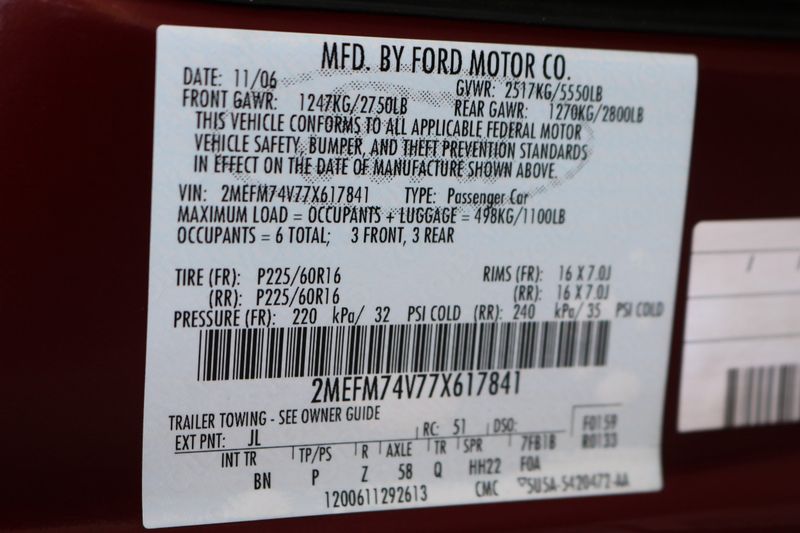 MFD. BY FORD MOTOR CO.
DATE: 11/06 GVWR: 2517KG/5550LB
FRONT GAWR: 1247KG/2750LB REAR GAWR: 1270KG/2800LB
THIS VEHICLE CONFORMS TO ALL APPLICABLE FEDERAL MOTOR
VEHICLE SAFETY, BUMPER, AND THEFT PREVENTION STANDARDS
IN EFFECT ON THE DATE OF MANUFACTURE SHOWN ABOVE.
VIN: 2MEFM74V77X617841 TYPE: Passenger Car
MAXIMUM LOAD = OCCUPANTS + LUGGAGE = 498KG/1100LB
OCCUPANTS = 6 TOTAL; 3 FRONT, 3 REAR
TIRE (FR): P225/60R16 RIMS (FR): 16 X 7.0J
(RR): P225/60R16 (RR): 16 X 7.0J
PRESSURE (FR): 220 kPa/ 32 PSI COLD (RR): 240 kPa/ 35 PSI COLD
2MEFM74V77X617841
TRAILER TOWING - SEE OWNER GUIDE
EXT PNT: JL RC: 51 DSO: F0159
INT TR TP/PS R AXLE TR SPR 7FB1B R0133
BN P Z 58 Q HH22 F0A
1200611292613 CMC 5U5A-5420472-AA